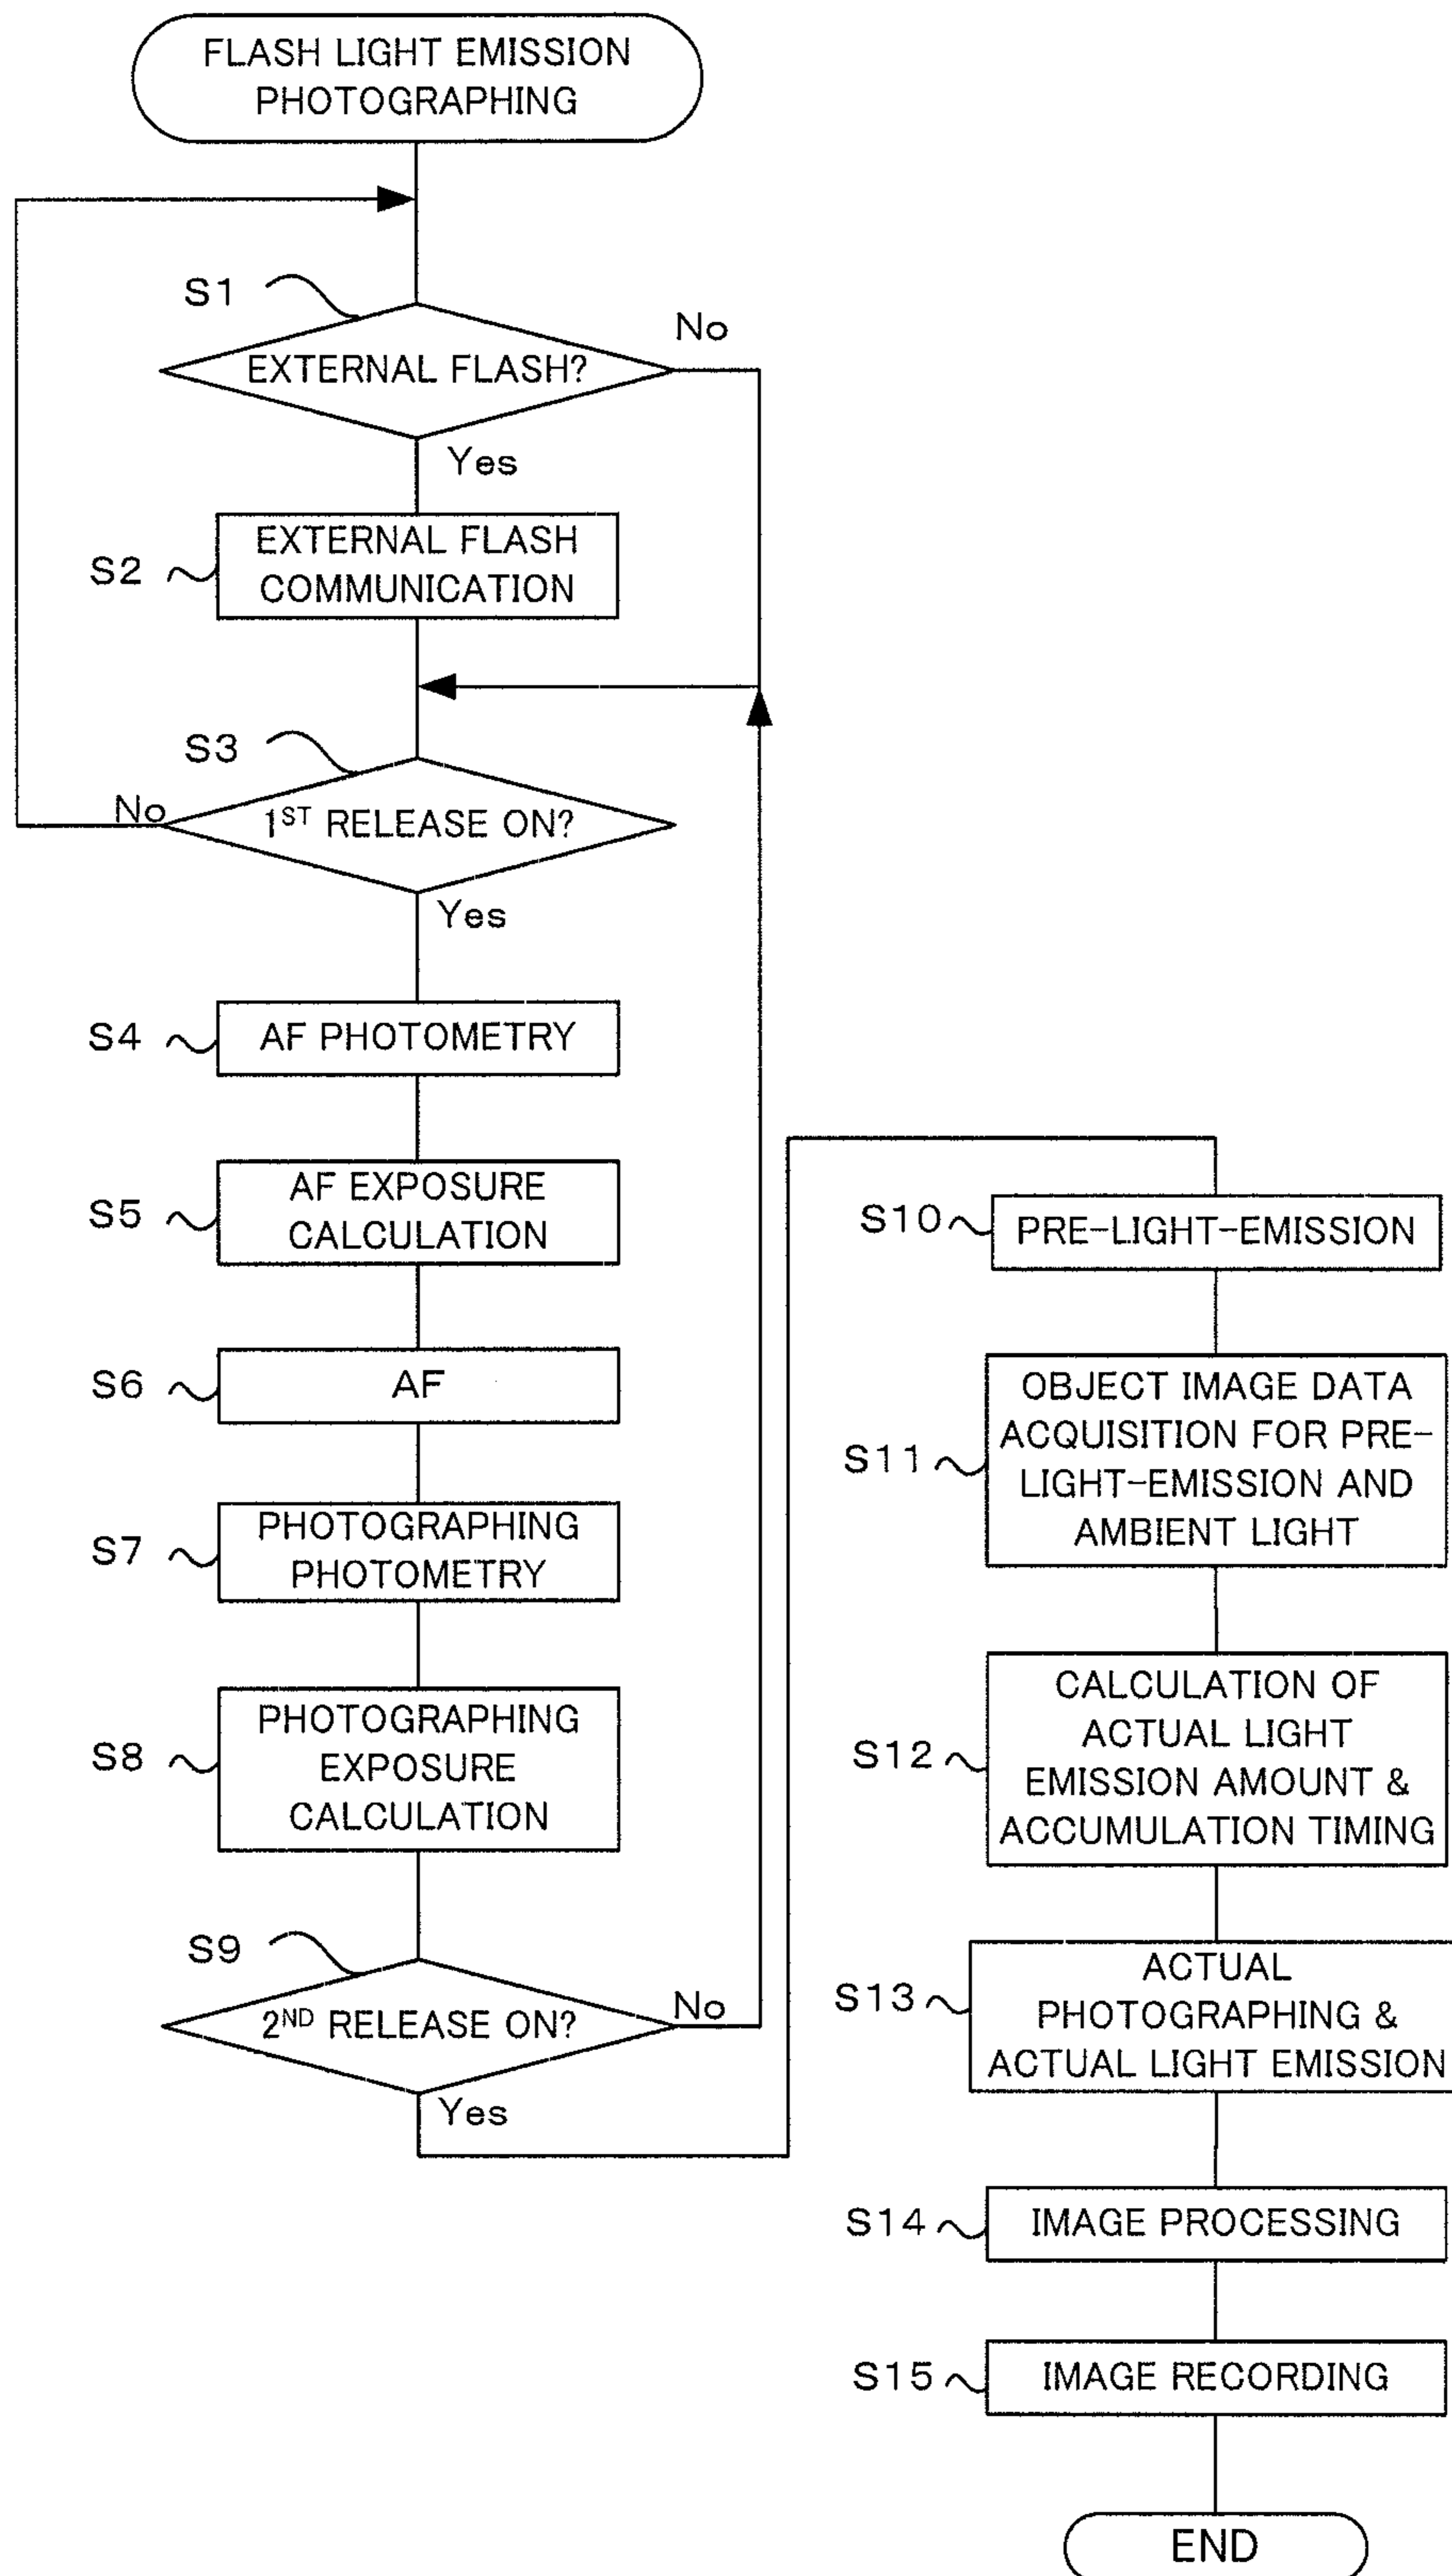 FLASH LIGHT EMISSION
PHOTOGRAPHING
S1
EXTERNAL FLASH?
No
Yes
S2
EXTERNAL FLASH
COMMUNICATION
S3
No
1ST RELEASE ON?
Yes
S4
AF PHOTOMETRY
S5
AF EXPOSURE
CALCULATION
S6
AF
S7
PHOTOGRAPHING
PHOTOMETRY
S8
PHOTOGRAPHING
EXPOSURE
CALCULATION
S9
2ND RELEASE ON?
No
Yes
S10
PRE-LIGHT-EMISSION
S11
OBJECT IMAGE DATA
ACQUISITION FOR PRE-
LIGHT-EMISSION AND
AMBIENT LIGHT
S12
CALCULATION OF
ACTUAL LIGHT
EMISSION AMOUNT &
ACCUMULATION TIMING
S13
ACTUAL
PHOTOGRAPHING &
ACTUAL LIGHT EMISSION
S14
IMAGE PROCESSING
S15
IMAGE RECORDING
END